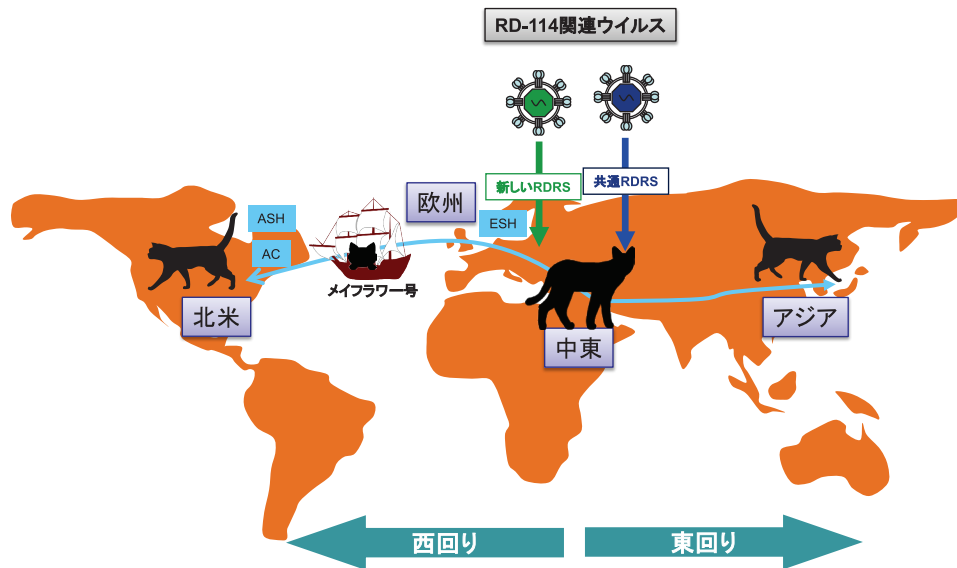 RD-114関連ウイルス
新しいRDRS
共通RDRS
欧州
ASH
ESH
AC
メイフラワー号
北米
アジア
中東
西回り
東回り